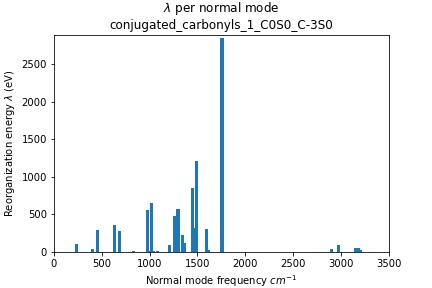 λ per normal mode
conjugated_carbonyls_1_C0S0_C-3S0
Reorganization energy λ (eV)
2500
2000
1500
1000
500
0
0 500 1000 1500 2000 2500 3000 3500
Normal mode frequency cm⁻¹